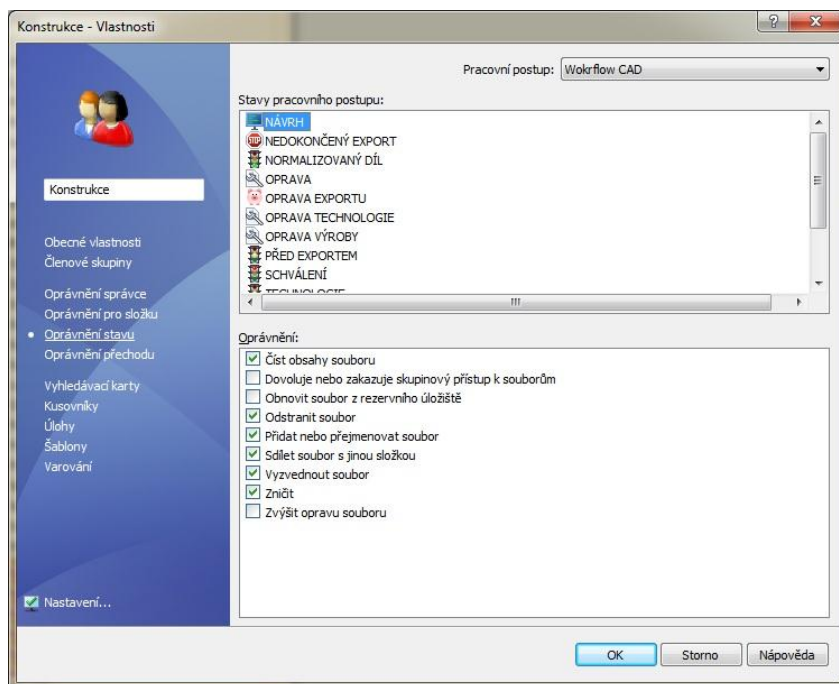 Konstrukce - Vlastnosti
Pracovní postup: Wokrflow CAD
Stavy pracovního postupu:
NÁVRH
NEDOKONČENÝ EXPORT
NORMALIZOVANÝ DÍL
OPRAVA
OPRAVA EXPORTU
OPRAVA TECHNOLOGIE
OPRAVA VÝROBY
PŘED EXPORTEM
SCHVÁLENÍ
TECHNOLOGIE
Konstrukce
Obecné vlastnosti
Členové skupiny
Oprávnění správce
Oprávnění pro složku
Oprávnění stavu
Oprávnění přechodu
Vyhledávací karty
Kusovníky
Úlohy
Šablony
Varování
Nastavení...
Oprávnění:
Číst obsahy souboru
Dovoluje nebo zakazuje skupinový přístup k souborům
Obnovit soubor z rezervního úložiště
Odstranit soubor
Přidat nebo přejmenovat soubor
Sdílet soubor s jinou složkou
Vyzvednout soubor
Zničit
Zvýšit opravu souboru
OK
Storno
Nápověda